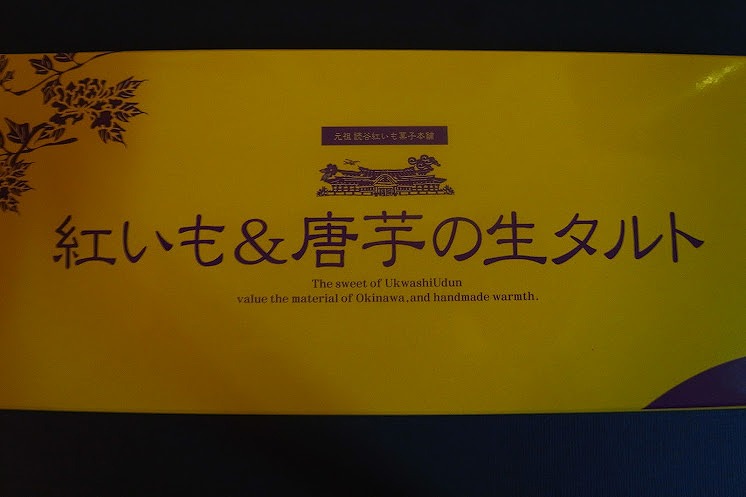 元祖 読谷紅いも菓子本舗
紅いも&唐芋の生タルト
The sweet of UkwashiUdun
value the material of Okinawa, and handmade warmth.